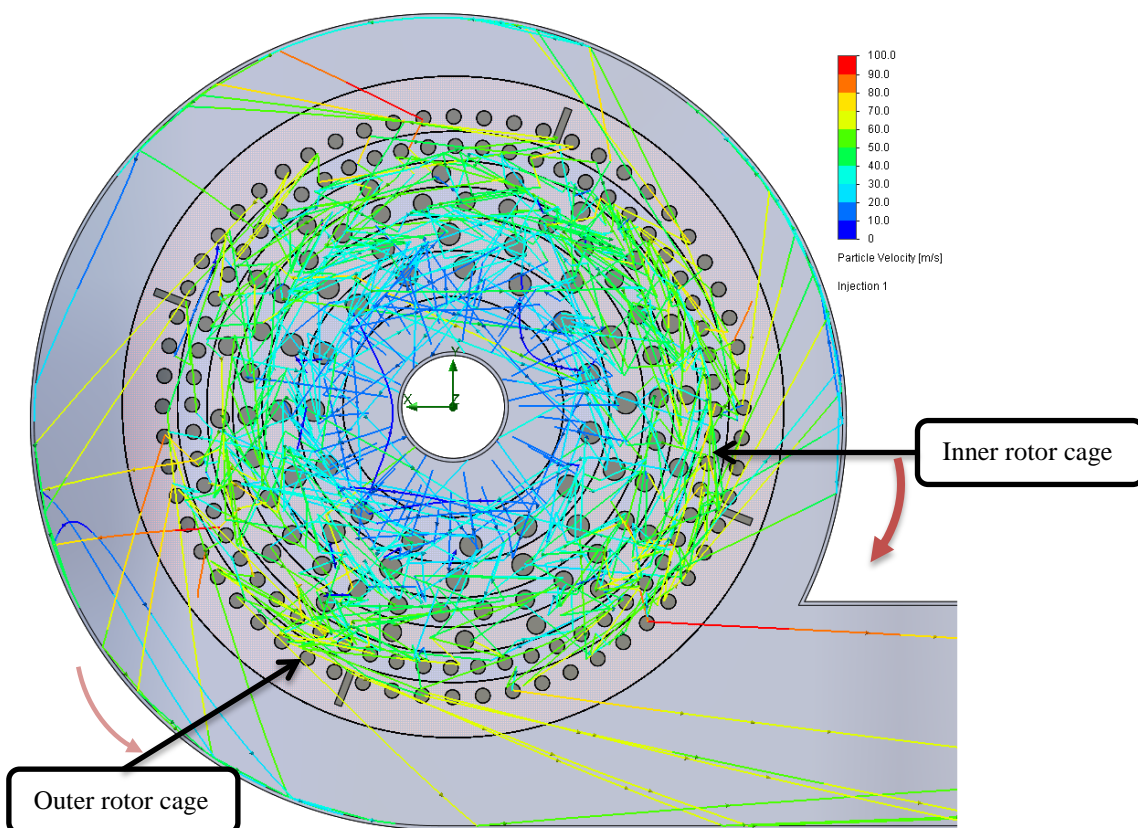 100.0
90.0
80.0
70.0
60.0
50.0
40.0
30.0
20.0
10.0
0
Particle Velocity [m/s]
Injection 1
Y
X
Z
Inner rotor cage
Outer rotor cage